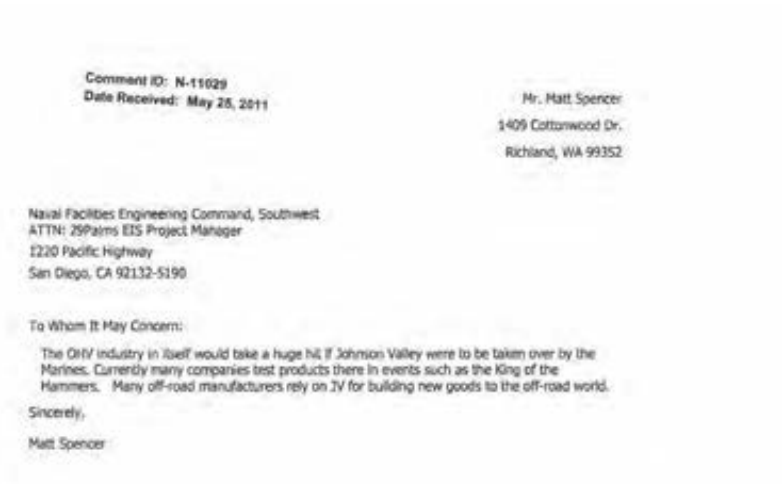 Comment ID: N-11029
Date Received: May 25, 2011
Mr. Matt Spencer
1409 Cottonwood Dr.
Richland, WA 99352
Naval Facilities Engineering Command, Southwest
ATTN: 29Palms EIS Project Manager
1220 Pacific Highway
San Diego, CA 92132-5190
To Whom It May Concern:
The OHV industry in itself would take a huge hit if Johnson Valley were to be taken over by the
Marines. Currently many companies test products there in events such as the King of the
Hammers. Many off-road manufacturers rely on JV for building new goods to the off-road world.
Sincerely,
Matt Spencer